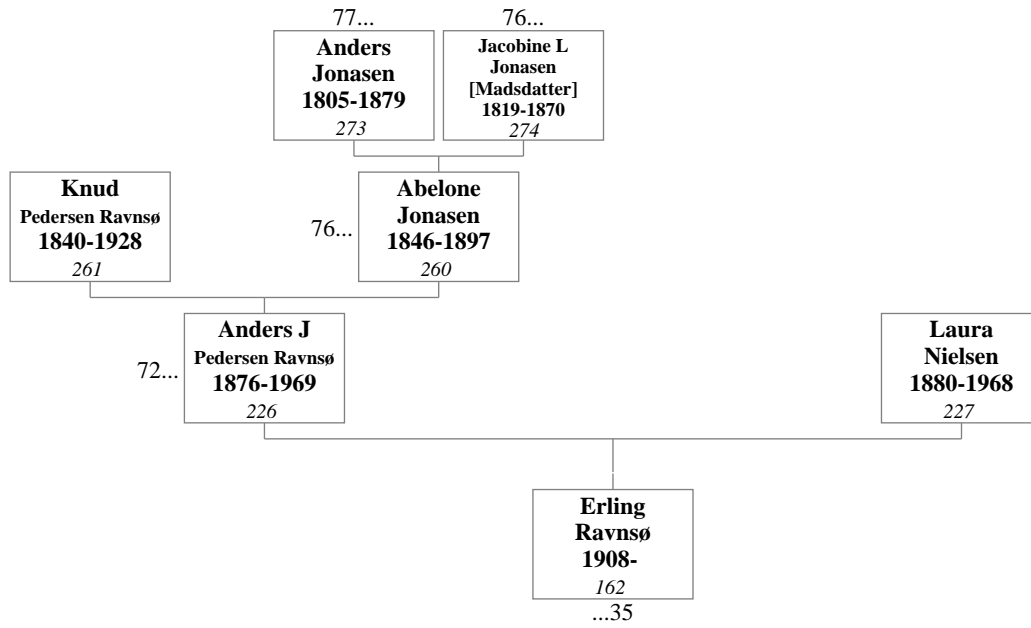 77...
Anders
Jonasen
1805-1879
273
76...
Jacobine L
Jonasen
[Madsdatter]
1819-1870
274
Knud
Pedersen Ravnsø
1840-1928
261
76...
Abelone
Jonasen
1846-1897
260
72...
Anders J
Pedersen Ravnsø
1876-1969
226
Laura
Nielsen
1880-1968
227
Erling
Ravnsø
1908-
162
...35